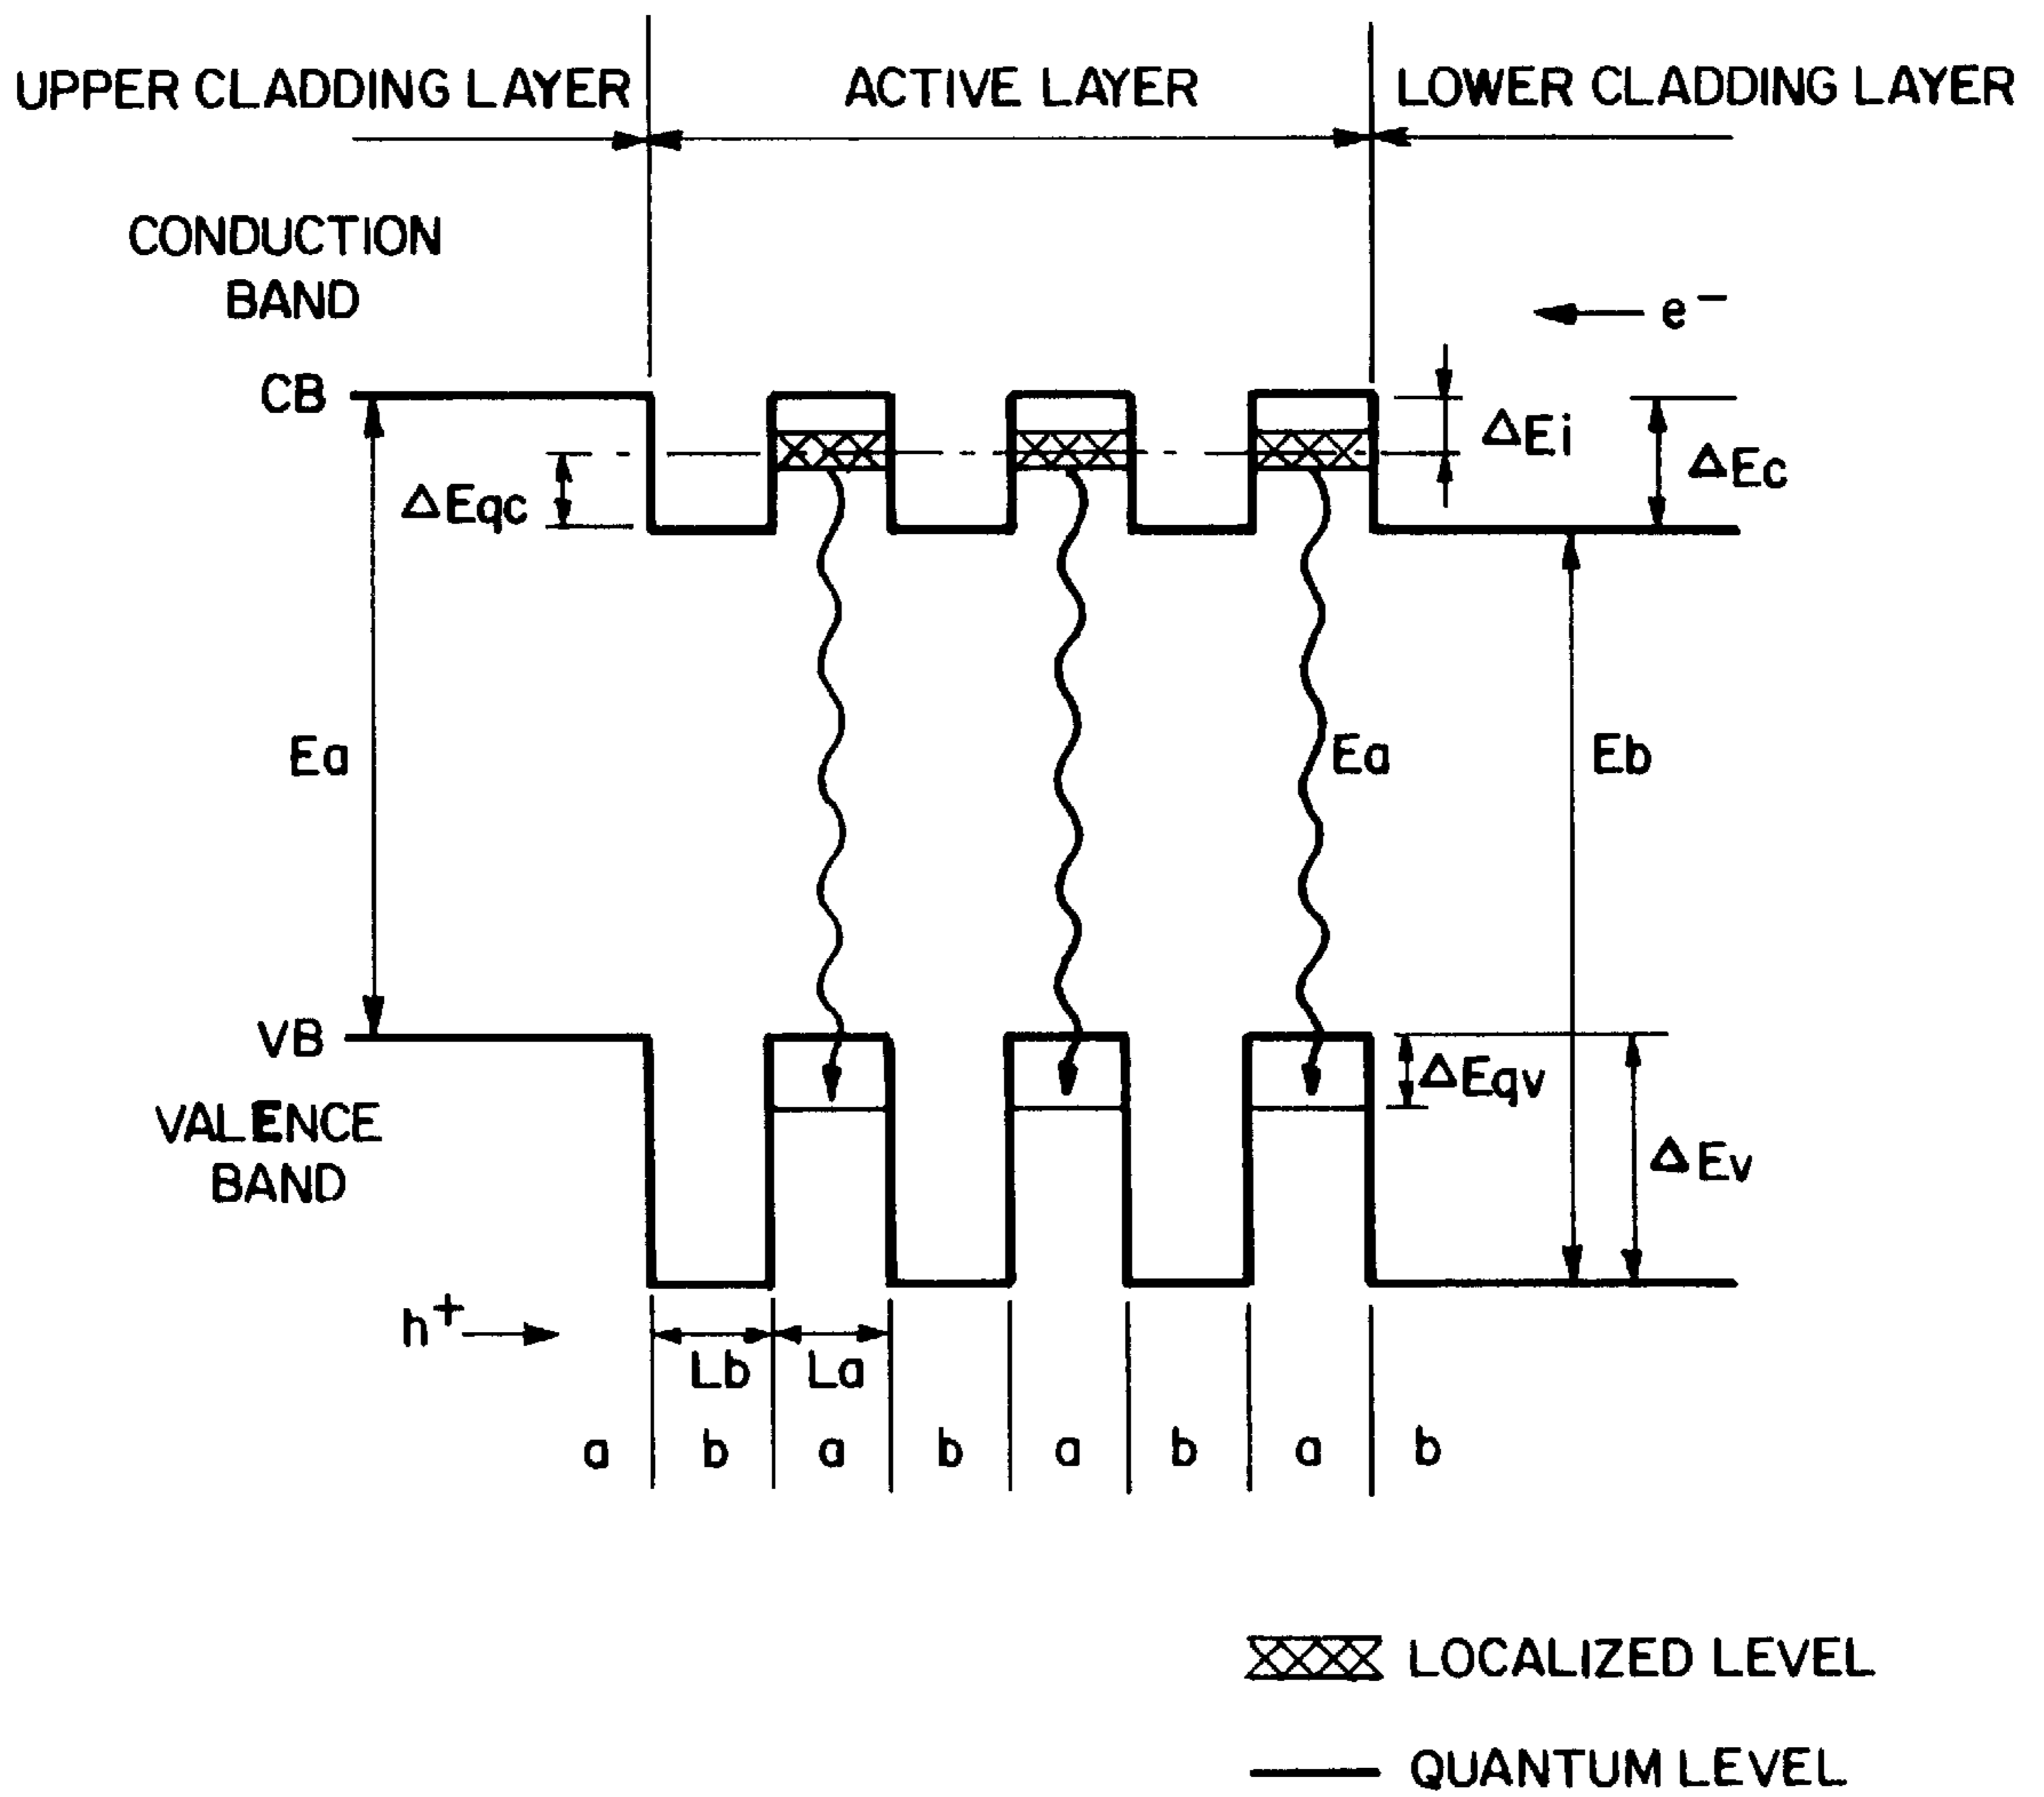 UPPER CLADDING LAYER
ACTIVE LAYER
LOWER CLADDING LAYER
CONDUCTION
BAND
e⁻
CB
ΔEi
ΔEc
ΔEqc
Ea
Ea
Eb
VB
ΔEqv
VALENCE
BAND
ΔEv
h⁺
Lb
La
a
b
a
b
a
b
a
b
LOCALIZED LEVEL
QUANTUM LEVEL